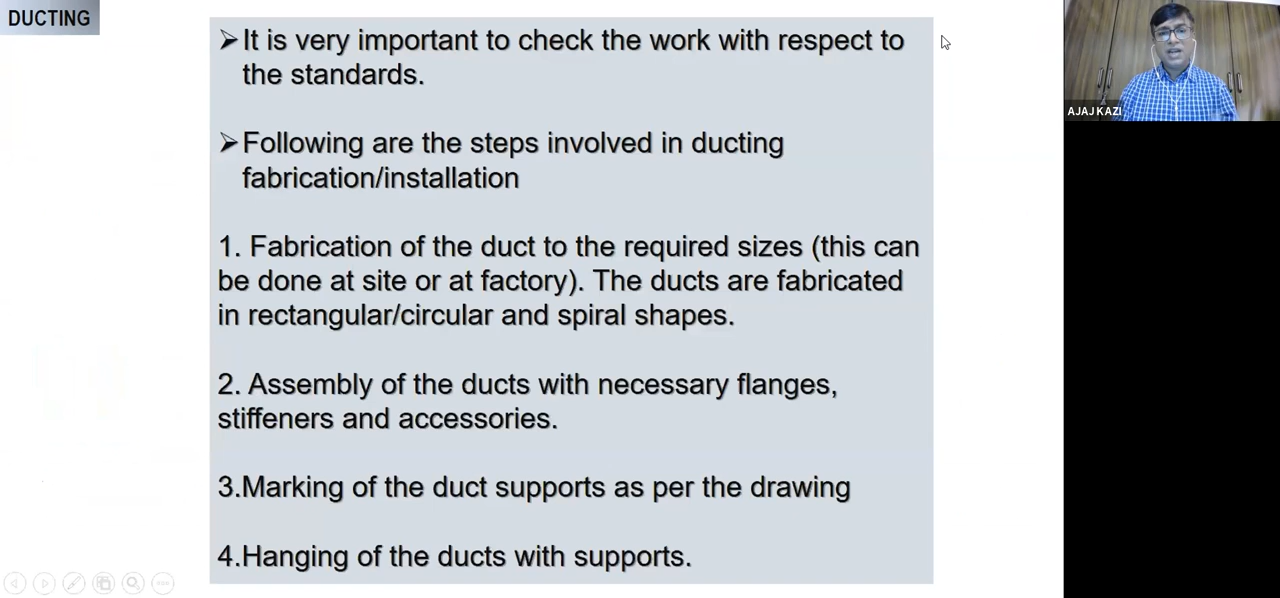 DUCTING
➢It is very important to check the work with respect to
the standards.
➢Following are the steps involved in ducting
fabrication/installation
1. Fabrication of the duct to the required sizes (this can
be done at site or at factory). The ducts are fabricated
in rectangular/circular and spiral shapes.
2. Assembly of the ducts with necessary flanges,
stiffeners and accessories.
3.Marking of the duct supports as per the drawing
4.Hanging of the ducts with supports.
AJAJ KAZI